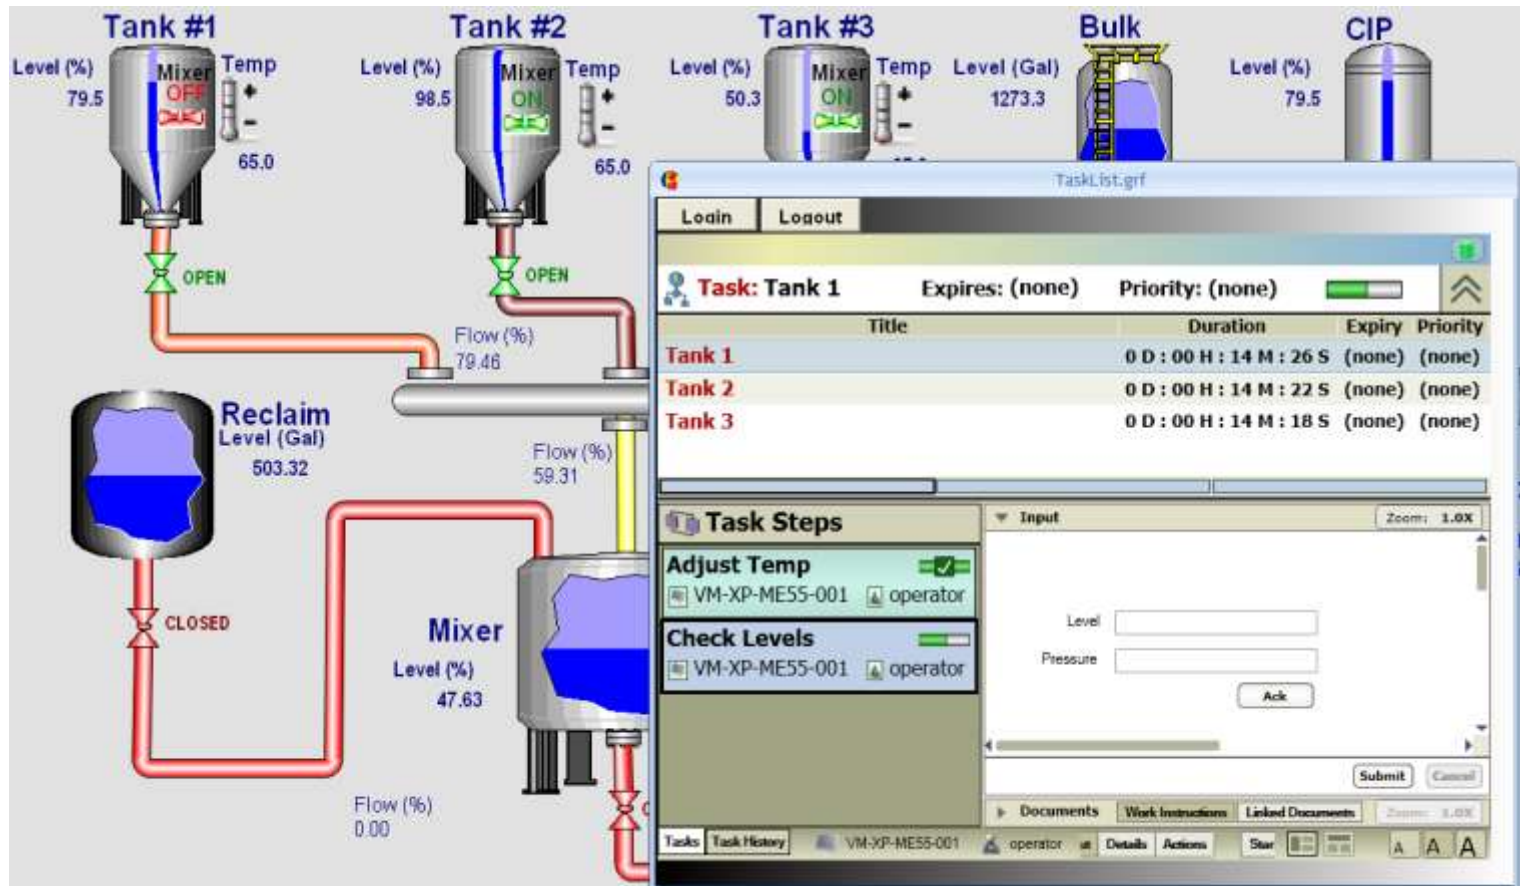 Tank #1
Tank #2
Tank #3
Bulk
CIP
Level (%)
79.5
Mixer
OFF
Temp
+
-
65.0
Level (%)
98.5
Mixer
ON
Temp
+
-
65.0
Level (%)
50.3
Mixer
ON
Temp
+
-
Level (Gal)
1273.3
Level (%)
79.5
OPEN
OPEN
Flow (%)
79.46
Reclaim
Level (Gal)
503.32
Flow (%)
59.31
CLOSED
Mixer
Level (%)
47.63
Flow (%)
0.00
TaskList.grf
Login Logout
Task: Tank 1 Expires: (none) Priority: (none)
Title Duration Expiry Priority
Tank 1 0 D : 00 H : 14 M : 26 S (none) (none)
Tank 2 0 D : 00 H : 14 M : 22 S (none) (none)
Tank 3 0 D : 00 H : 14 M : 18 S (none) (none)
Task Steps
Adjust Temp
VM-XP-ME55-001 operator
Check Levels
VM-XP-ME55-001 operator
Input Zoom: 1.0X
Level
Pressure
Ack
Submit Cancel
Documents Work Instructions Linked Documents Zoom: 1.0X
Tasks Task History VM-XP-ME55-001 operator Details Actions Star A A A